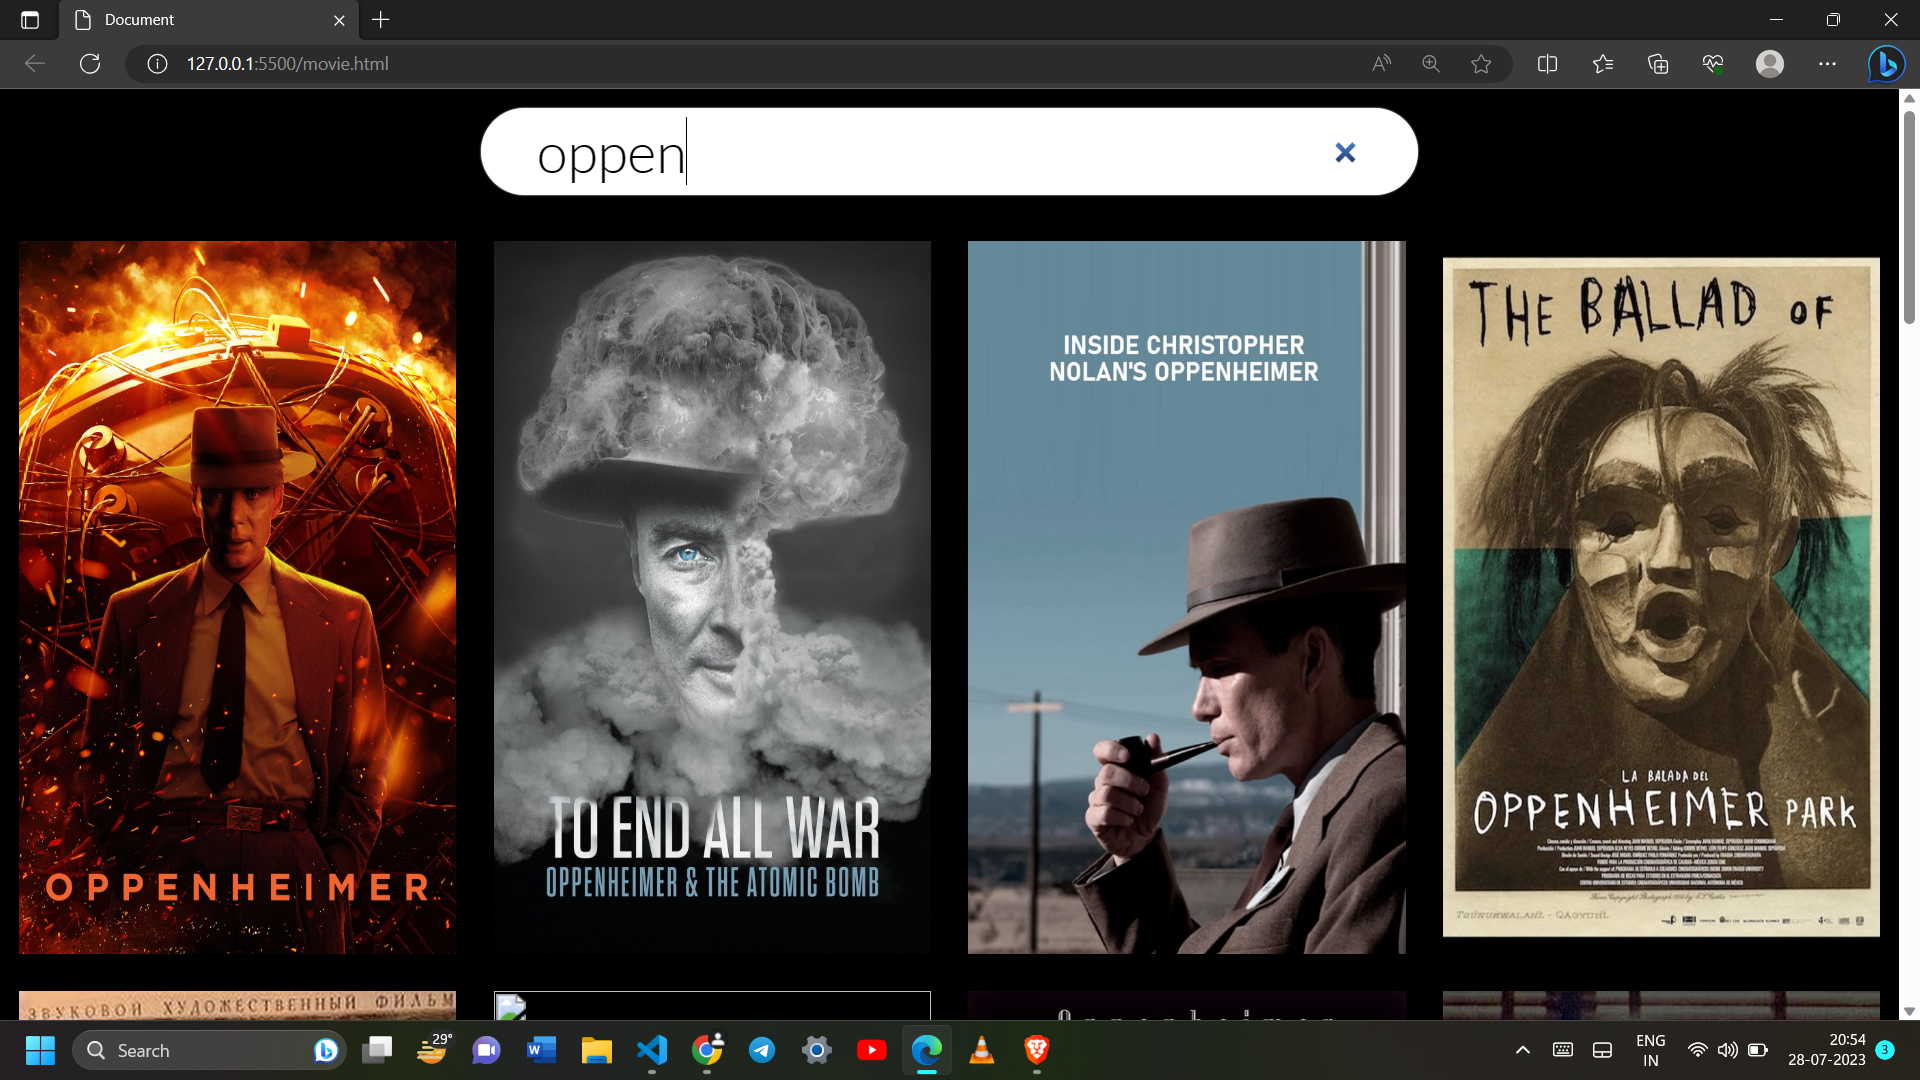 Document
127.0.0.1:5500/movie.html
oppen
OPPENHEIMER
TO END ALL WAR
OPPENHEIMER & THE ATOMIC BOMB
INSIDE CHRISTOPHER
NOLAN'S OPPENHEIMER
THE BALLAD OF
LA BALADA DEL
OPPENHEIMER PARK
ЗВУКОВОЙ ХУДОЖЕСТВЕННЫЙ ФИЛЬМ
Oppenheimer
Search
29°
ENG
IN
20:54
28-07-2023
3